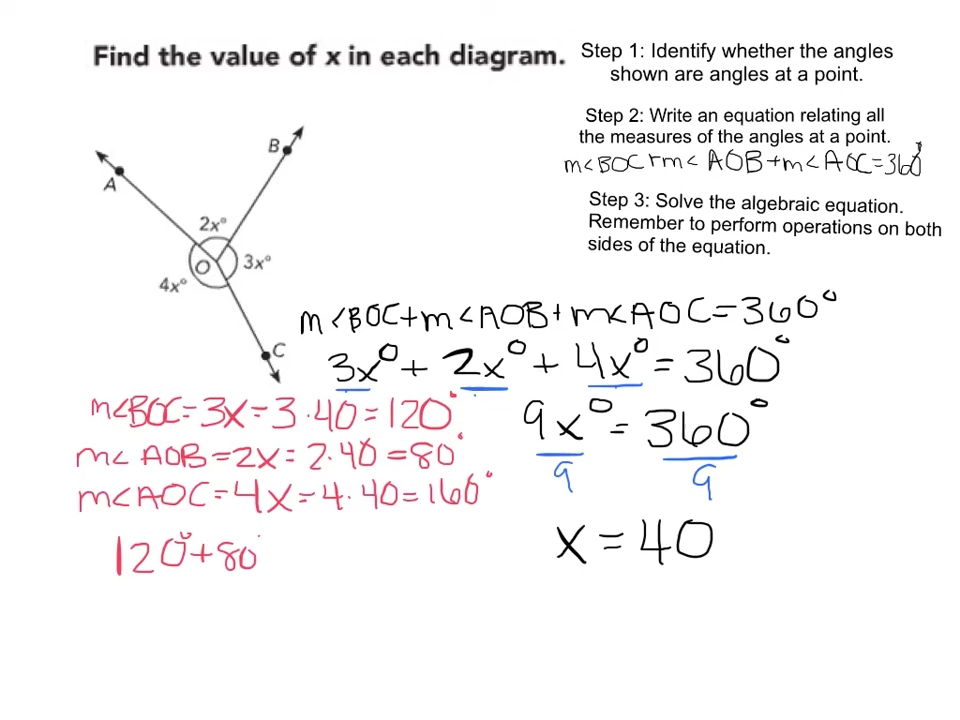 Find the value of x in each diagram.
Step 1: Identify whether the angles
shown are angles at a point.
Step 2: Write an equation relating all
the measures of the angles at a point.
m<BOC+m<AOB+m<AOC=360°
Step 3: Solve the algebraic equation.
Remember to perform operations on both
sides of the equation.
A
B
2x°
O
3x°
4x°
C
m<BOC+m<AOB+m<AOC=360°
3x°+2x°+4x°=360°
9x°=360°
9 9
x=40
m<BOC=3x=3·40=120°
m<AOB=2x=2·40=80°
m<AOC=4x=4·40=160°
120°+80